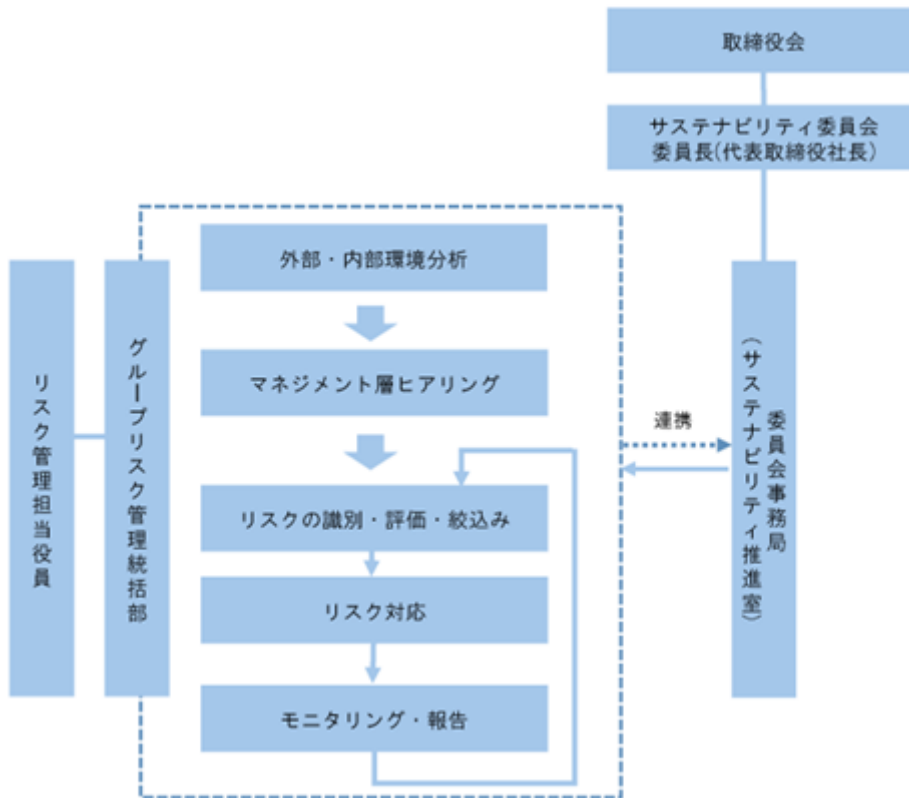 取締役会
サステナビリティ委員会
委員長(代表取締役社長)
外部・内部環境分析
マネジメント層ヒアリング
リスクの識別・評価・絞込み
リスク対応
モニタリング・報告
リスク管理担当役員
グループリスク管理統括部
連携
委員会事務局
(サステナビリティ推進室)